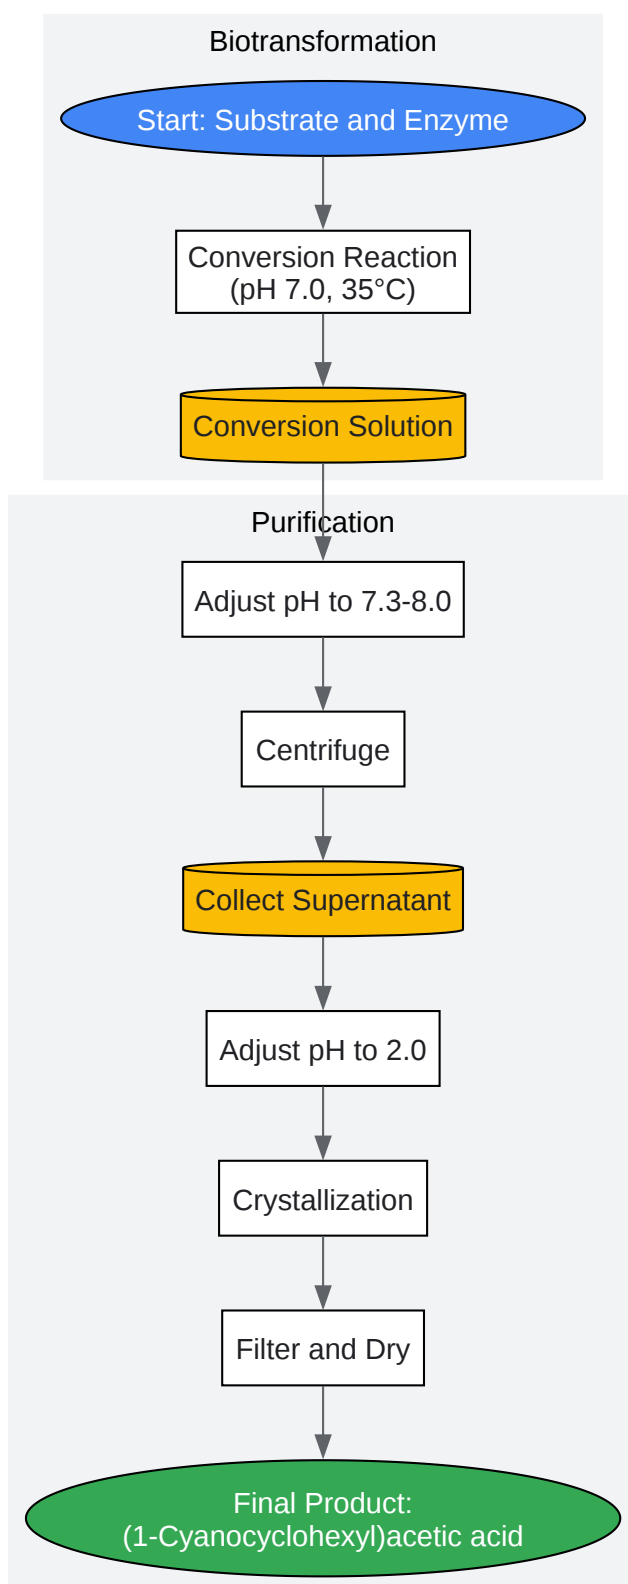 Biotransformation
Start: Substrate and Enzyme
Conversion Reaction
(pH 7.0, 35°C)
Conversion Solution
Purification
Adjust pH to 7.3-8.0
Centrifuge
Collect Supernatant
Adjust pH to 2.0
Crystallization
Filter and Dry
Final Product:
(1-Cyanocyclohexyl)acetic acid